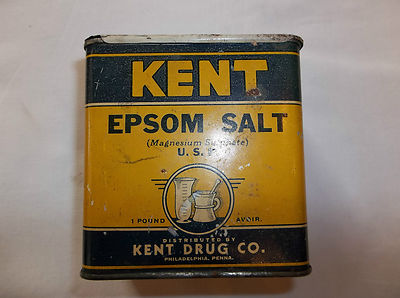 KENT
EPSOM SALT
(Magnesium Sulphate)
U. S. P.
1 POUND AVOIR.
DISTRIBUTED BY
KENT DRUG CO.
PHILADELPHIA, PENNA.